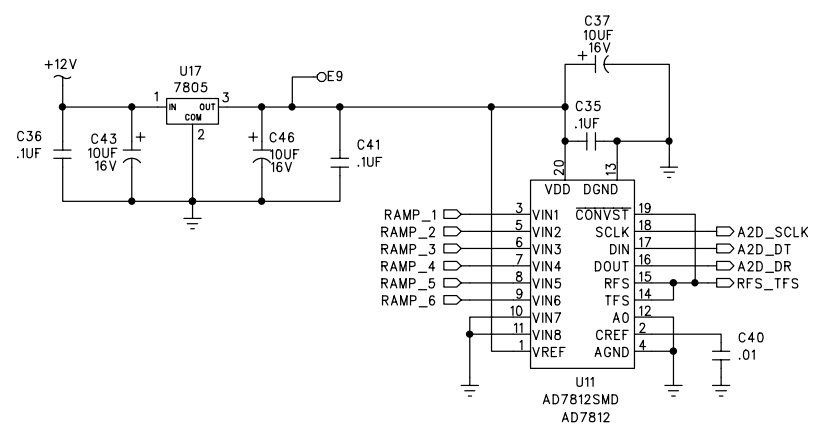 C37
10UF
16V
+
+12V
U17
7805
E9
1
IN
OUT
3
COM
2
C36
.1UF
C43
10UF
16V
+
+
C46
10UF
16V
C41
.1UF
C35
.1UF
20
13
VDD
DGND
RAMP_1
3
VIN1
CONVST
19
RAMP_2
5
VIN2
SCLK
18
A2D_SCLK
RAMP_3
6
VIN3
DIN
17
A2D_DT
RAMP_4
7
VIN4
DOUT
16
A2D_DR
RAMP_5
8
VIN5
RFS
15
RFS_TFS
RAMP_6
9
VIN6
TFS
14
10
VIN7
A0
12
11
VIN8
CREF
2
1
VREF
AGND
4
C40
.01
U11
AD7812SMD
AD7812